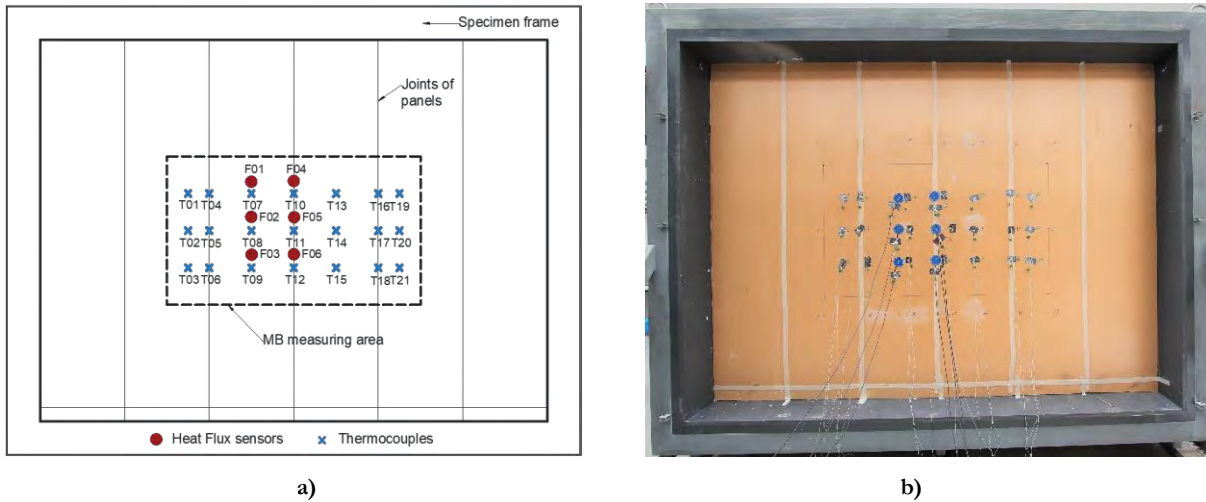 Specimen frame
Joints of
panels
F01 F04
T01 T04 T07 T10 T13 T16 T19
F02 F05
T02 T05 T08 T11 T14 T17 T20
F03 F06
T03 T06 T09 T12 T15 T18 T21
MB measuring area
Heat Flux sensors Thermocouples
a) b)